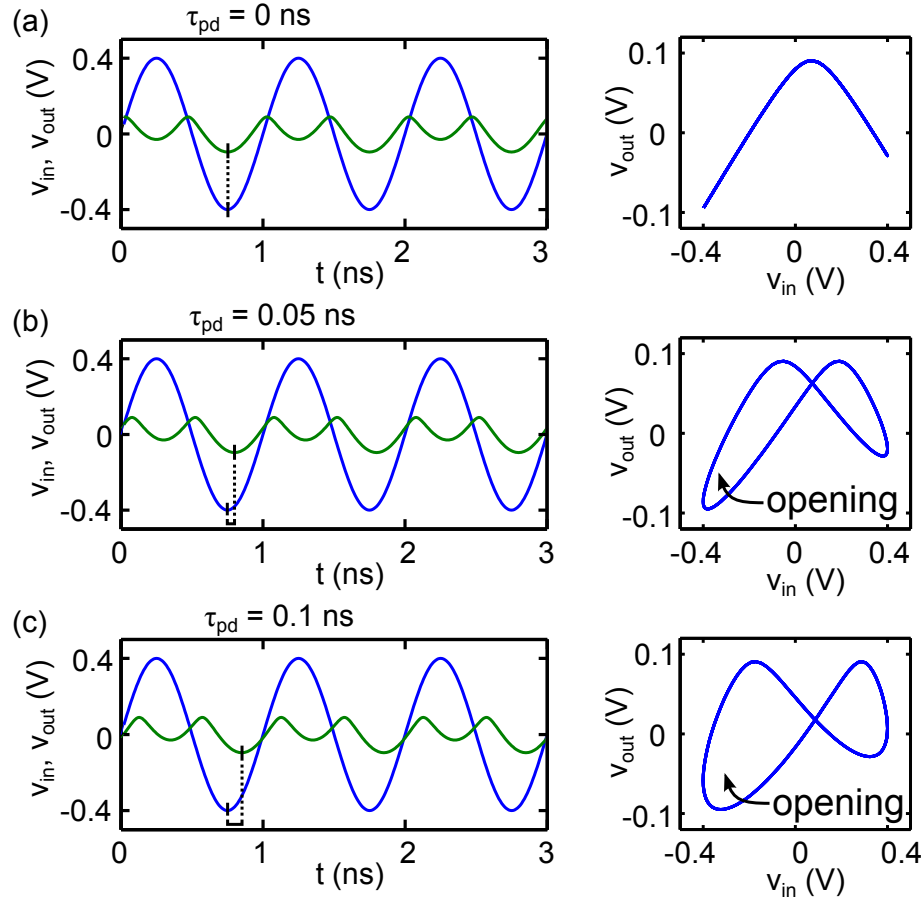 (a)
τpd = 0 ns
vin, vout (V)
0.4
0
-0.4
0
1
2
3
t (ns)
vout (V)
0.1
0
-0.1
-0.4
0
0.4
vin (V)
(b)
τpd = 0.05 ns
vin, vout (V)
0.4
0
-0.4
0
1
2
3
t (ns)
vout (V)
0.1
0
-0.1
opening
-0.4
0
0.4
vin (V)
(c)
τpd = 0.1 ns
vin, vout (V)
0.4
0
-0.4
0
1
2
3
t (ns)
vout (V)
0.1
0
-0.1
opening
-0.4
0
0.4
vin (V)